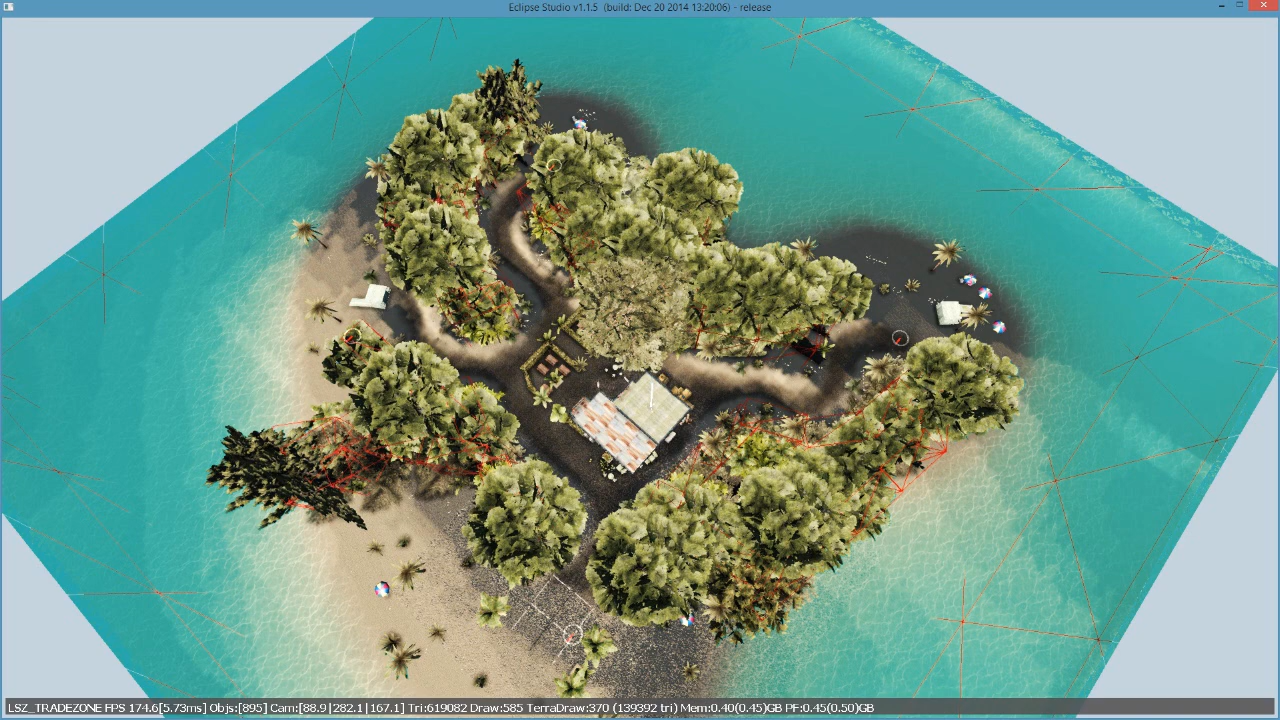 Eclipse Studio v1.1.5 (build: Dec 20 2014 13:20:06) - release
LSZ_TRADEZONE FPS 174.6[5.73ms] Objs:[895] Cam:[88.9|282.1|167.1] Tri:619082 Draw:585 TerraDraw:370 (139392 tri) Mem:0.40(0.45)GB PF:0.45(0.50)GB